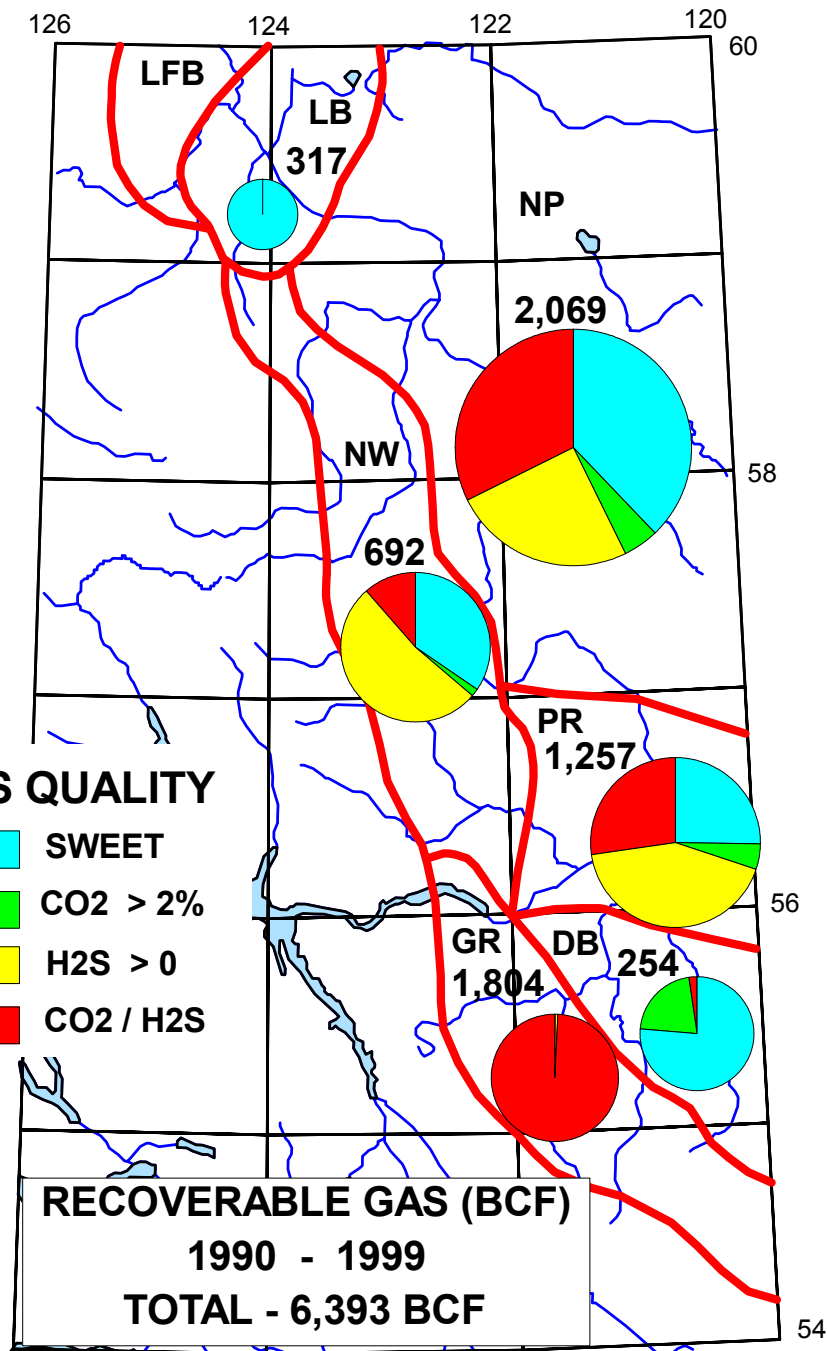 126
124
122
120
60
LFB
LB
317
NP
2,069
NW
58
692
PR
1,257
S QUALITY
SWEET
CO2 > 2%
H2S > 0
CO2 / H2S
56
GR
1,804
DB
254
RECOVERABLE GAS (BCF)
1990 - 1999
TOTAL - 6,393 BCF
54